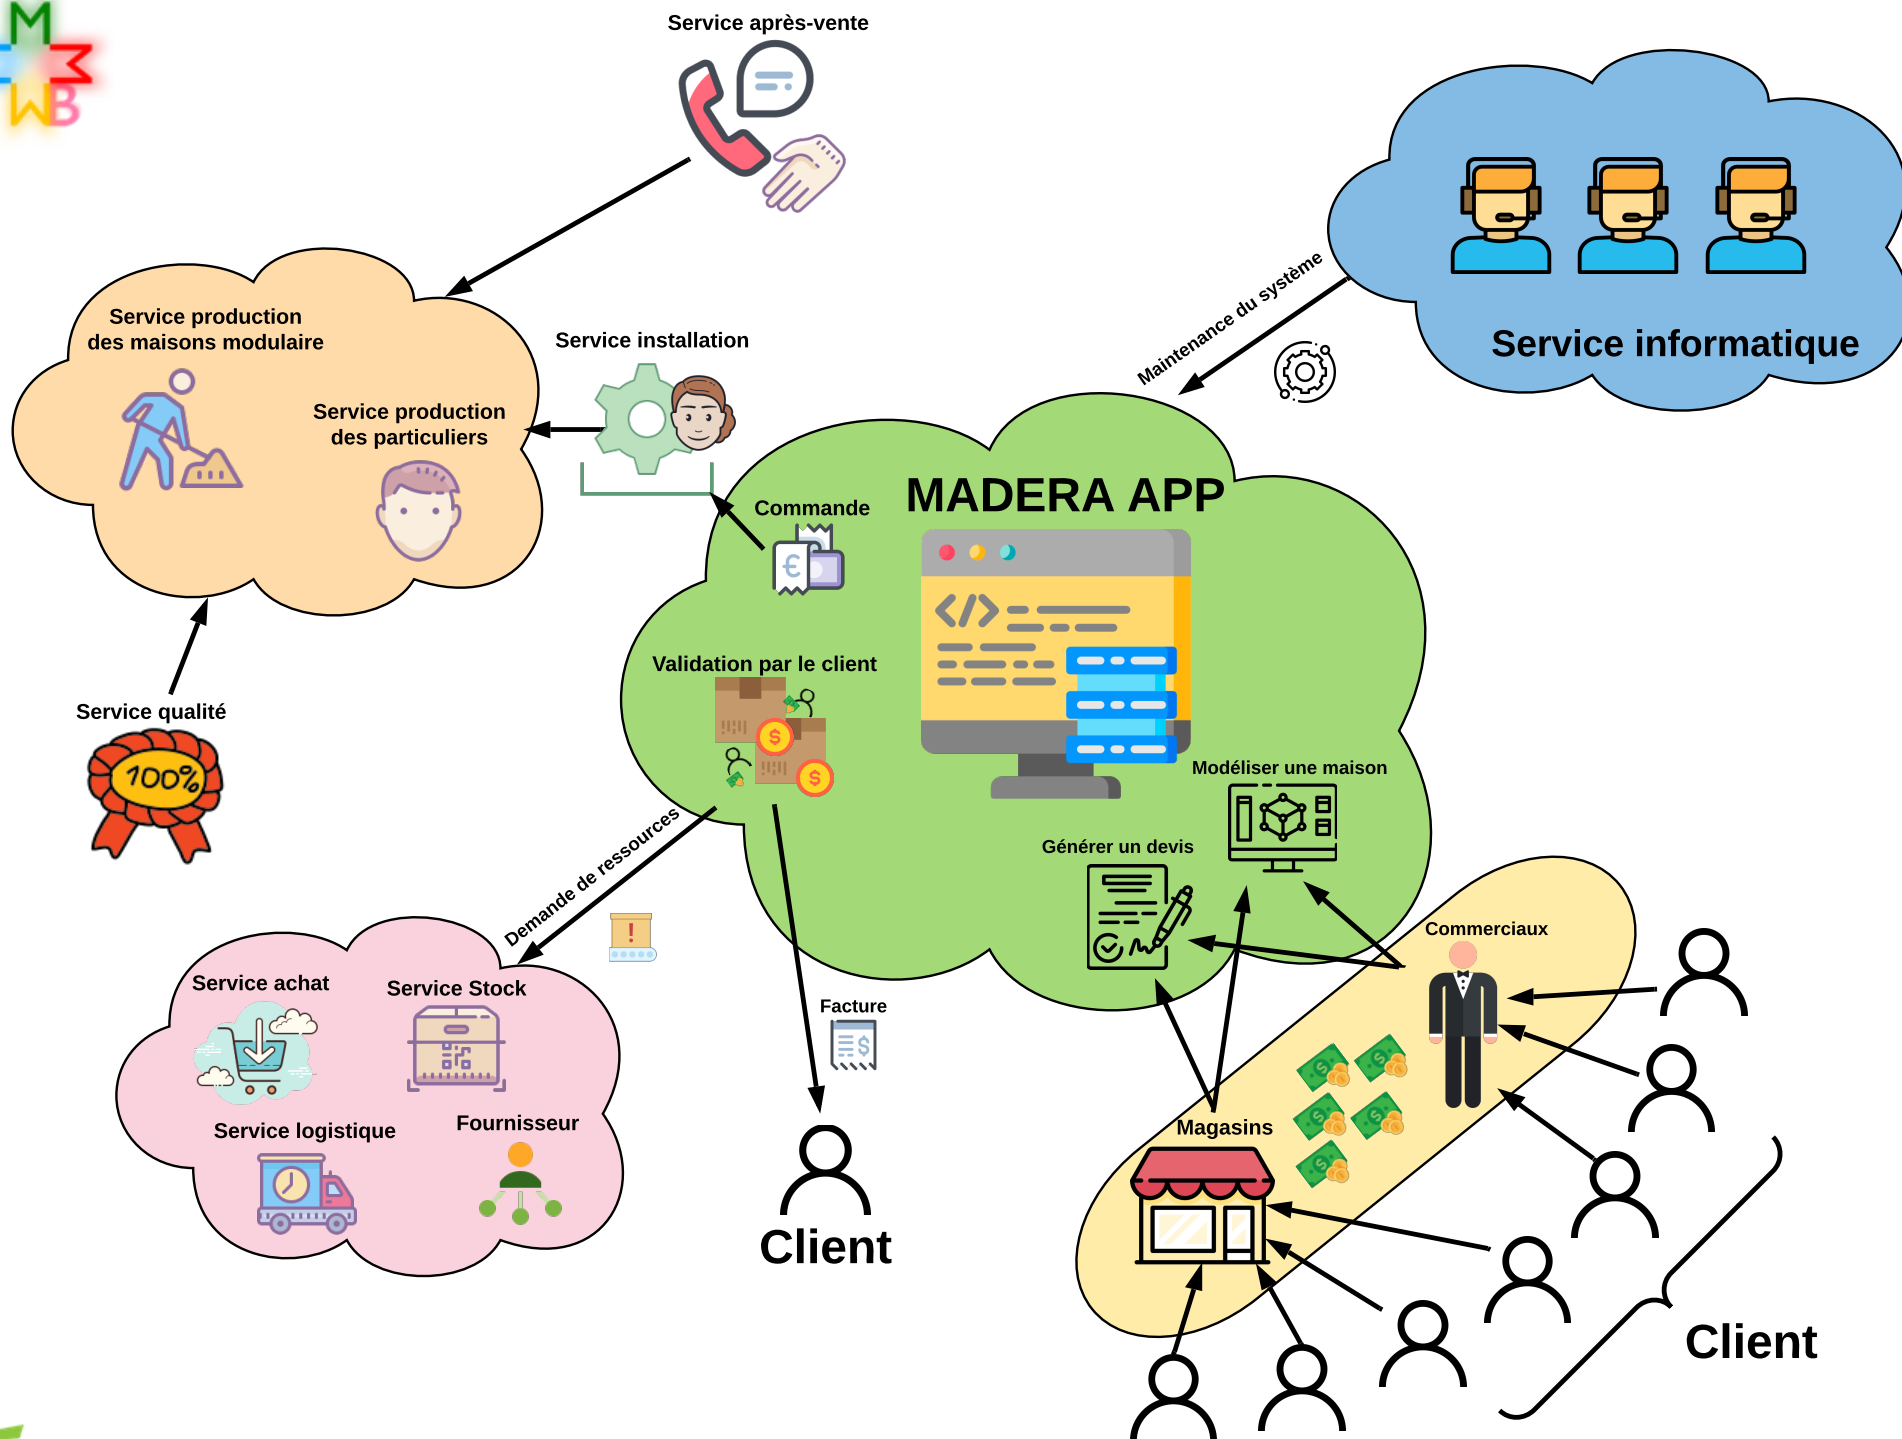 M
M
M
B
Service après-vente
Service production
des maisons modulaire
Service production
des particuliers
Service installation
Maintenance du système
Service informatique
MADERA APP
Commande
€
</>
Validation par le client
$
$
Service qualité
100%
Modéliser une maison
Générer un devis
Demande de ressources
!
Commerciaux
Service achat
Service Stock
Facture
$
Service logistique
Fournisseur
Magasins
$
$
$
$
$
Client
Client